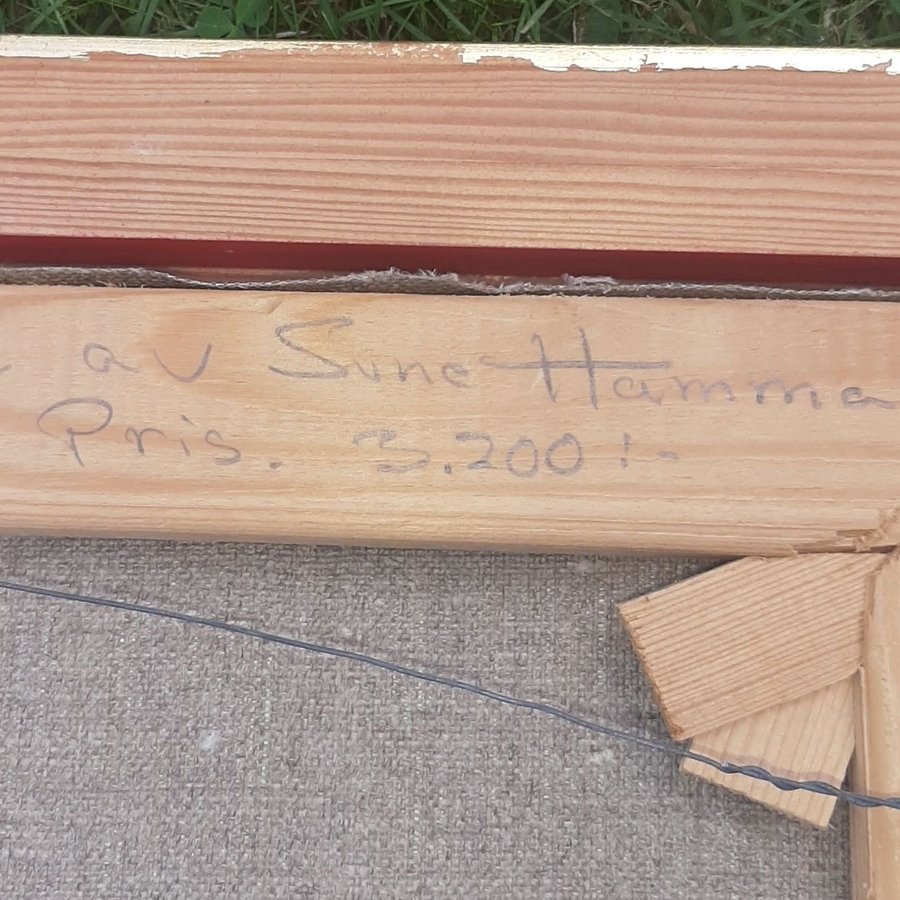 av Sune Hamma
Pris. 3.200:-